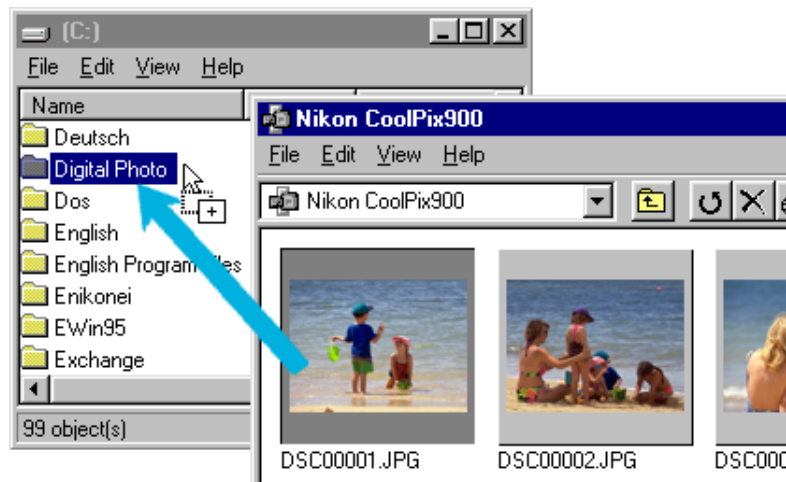 (C:)
File Edit View Help
Name
Deutsch
Digital Photo
Dos
English
English Program Files
Enikonei
EWin95
Exchange
99 object(s)
Nikon CoolPix900
File Edit View Help
Nikon CoolPix900
DSC00001.JPG
DSC00002.JPG
DSC000